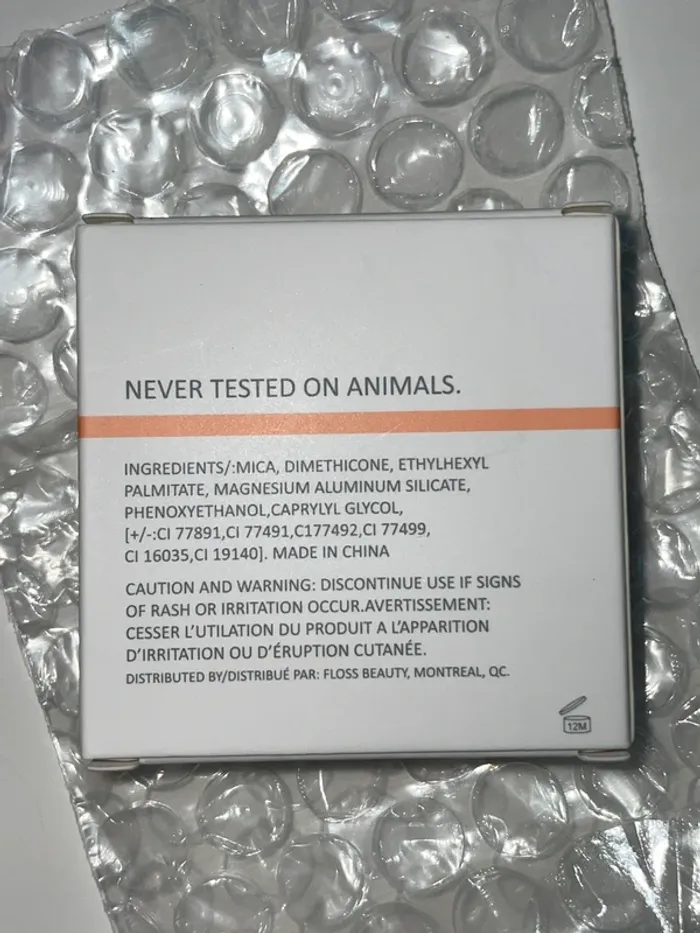 NEVER TESTED ON ANIMALS.
INGREDIENTS/:MICA, DIMETHICONE, ETHYLHEXYL
PALMITATE, MAGNESIUM ALUMINUM SILICATE,
PHENOXYETHANOL,CAPRYLYL GLYCOL,
[+/-:CI 77891,CI 77491,C177492,CI 77499,
CI 16035,CI 19140]. MADE IN CHINA
CAUTION AND WARNING: DISCONTINUE USE IF SIGNS
OF RASH OR IRRITATION OCCUR.AVERTISSEMENT:
CESSER L’UTILATION DU PRODUIT A L’APPARITION
D’IRRITATION OU D’ÉRUPTION CUTANÉE.
DISTRIBUTED BY/DISTRIBUÉ PAR: FLOSS BEAUTY, MONTREAL, QC.
12M